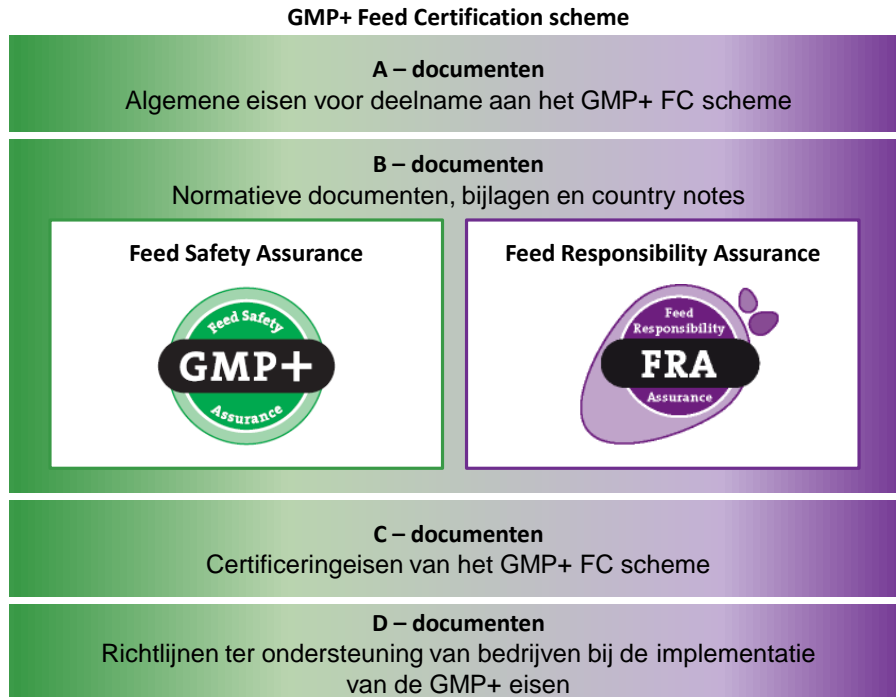 GMP+ Feed Certification scheme
A – documenten
Algemene eisen voor deelname aan het GMP+ FC scheme
B – documenten
Normatieve documenten, bijlagen en country notes
Feed Safety Assurance
Feed Safety
GMP+
Assurance
Feed Responsibility Assurance
Feed
Responsibility
FRA
Assurance
C – documenten
Certificeringeisen van het GMP+ FC scheme
D – documenten
Richtlijnen ter ondersteuning van bedrijven bij de implementatie
van de GMP+ eisen